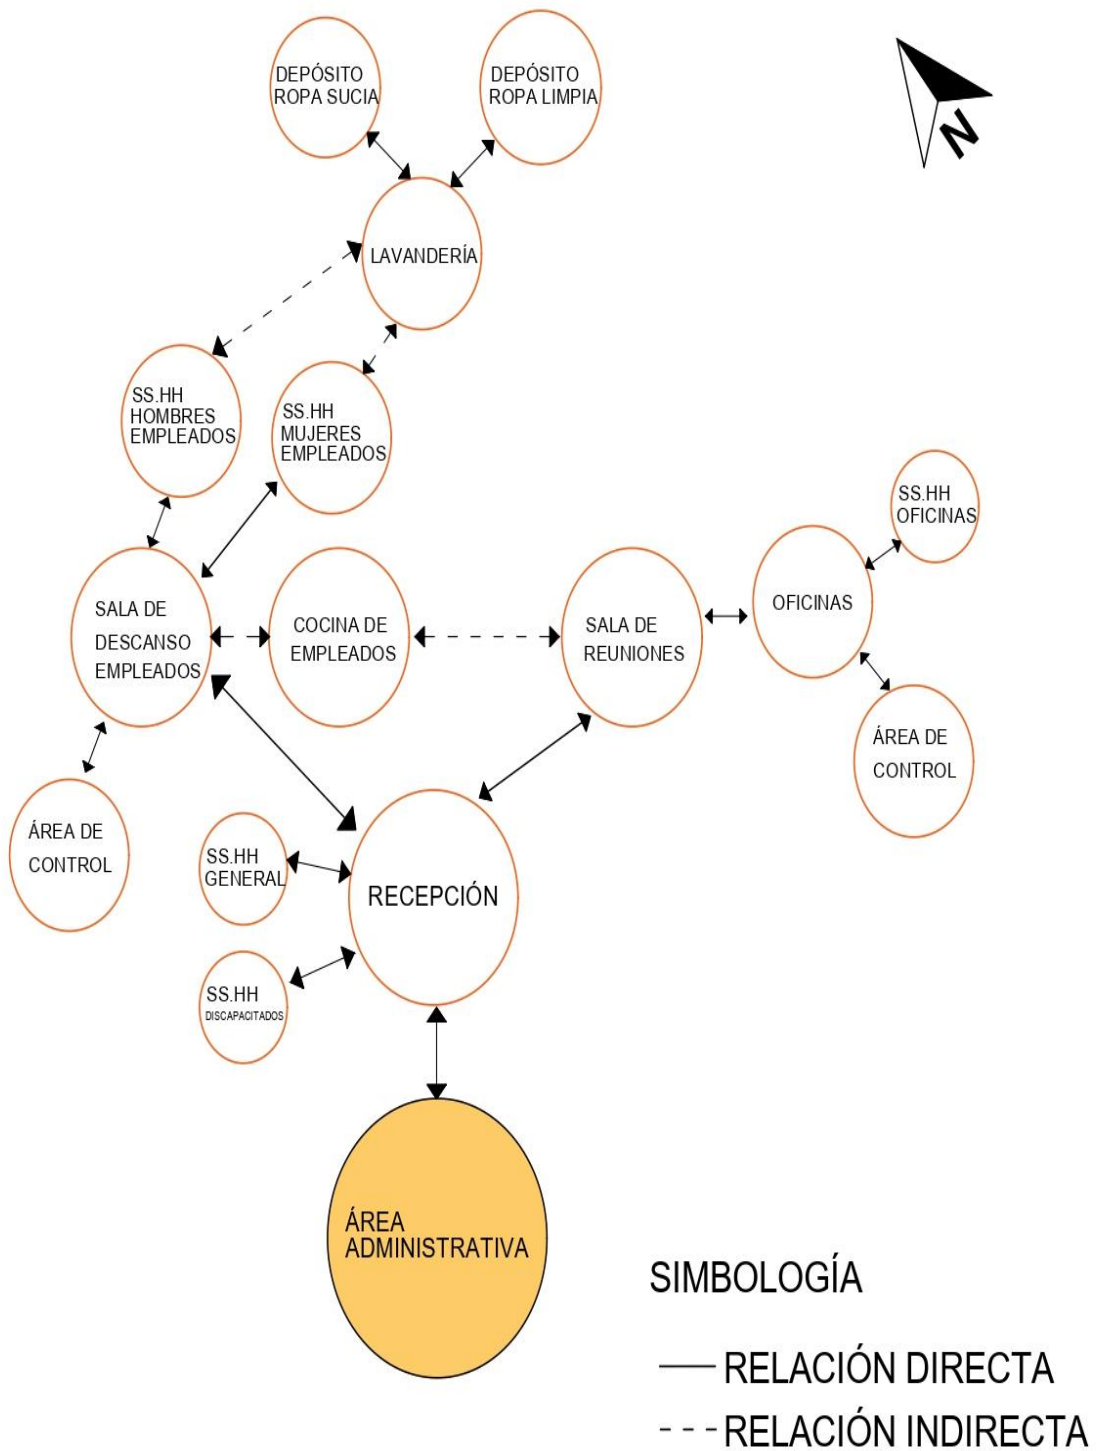 DEPÓSITO
ROPA SUCIA
DEPÓSITO
ROPA LIMPIA
N
LAVANDERÍA
SS.HH
HOMBRES
EMPLEADOS
SS.HH
MUJERES
EMPLEADOS
SS.HH
OFICINAS
SALA DE
DESCANSO
EMPLEADOS
COCINA DE
EMPLEADOS
SALA DE
REUNIONES
OFICINAS
ÁREA DE
CONTROL
ÁREA DE
CONTROL
SS.HH
GENERAL
RECEPCIÓN
SS.HH
DISCAPACITADOS
ÁREA
ADMINISTRATIVA
SIMBOLOGÍA
RELACIÓN DIRECTA
RELACIÓN INDIRECTA